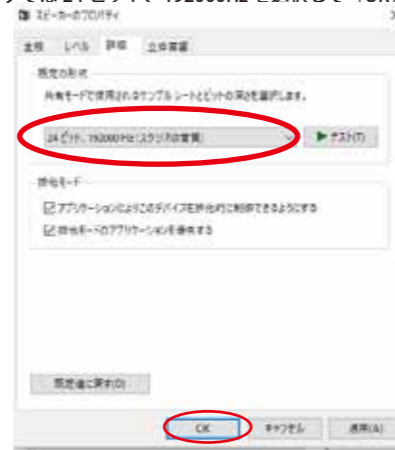 スピーカーのプロパティ
全般 レベル 詳細 立体音響
既定の形式
共有モードで使用されるサンプル レートとビットの深さを選択します。
24 ビット、192000 Hz (スタジオの音質)
▶ テスト(T)
排他モード
アプリケーションによりこのデバイスを排他的に制御できるようにする
排他モードのアプリケーションを優先する
既定値に戻す(D)
OK キャンセル 適用(A)